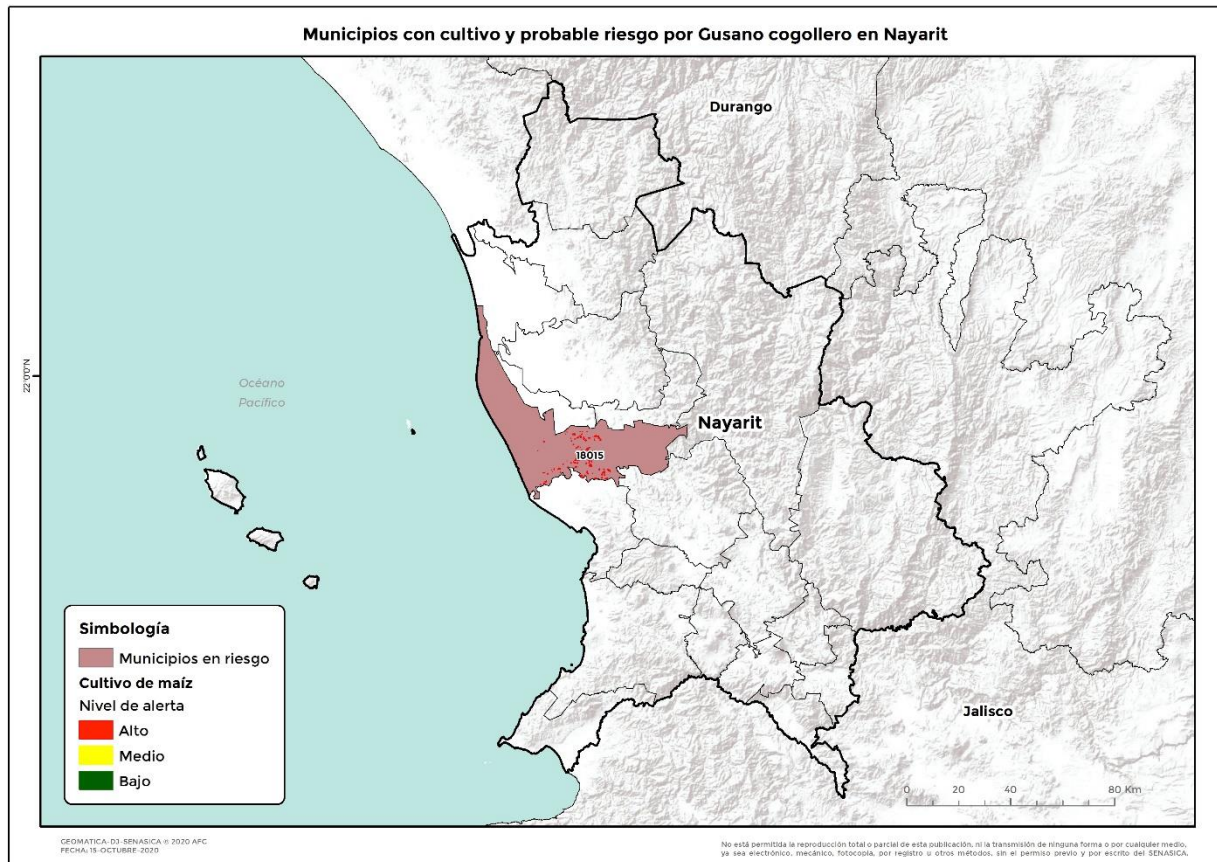 Municipios con cultivo y probable riesgo por Gusano cogollero en Nayarit
Durango
22°0'0"N
Océano
Pacífico
Nayarit
18015
Simbología
Municipios en riesgo
Cultivo de maíz
Nivel de alerta
Alto
Medio
Bajo
Jalisco
0 20 40 80 Km
GEOMATICA-DJ-SENASICA © 2020 AFC
FECHA: 15-OCTUBRE-2020
No está permitida la reproducción total o parcial de esta publicación, ni la transmisión de ninguna forma o por cualquier medio,
ya sea electrónico, mecánico, fotocopia, por registro u otros métodos, sin el permiso previo y por escrito del SENASICA.